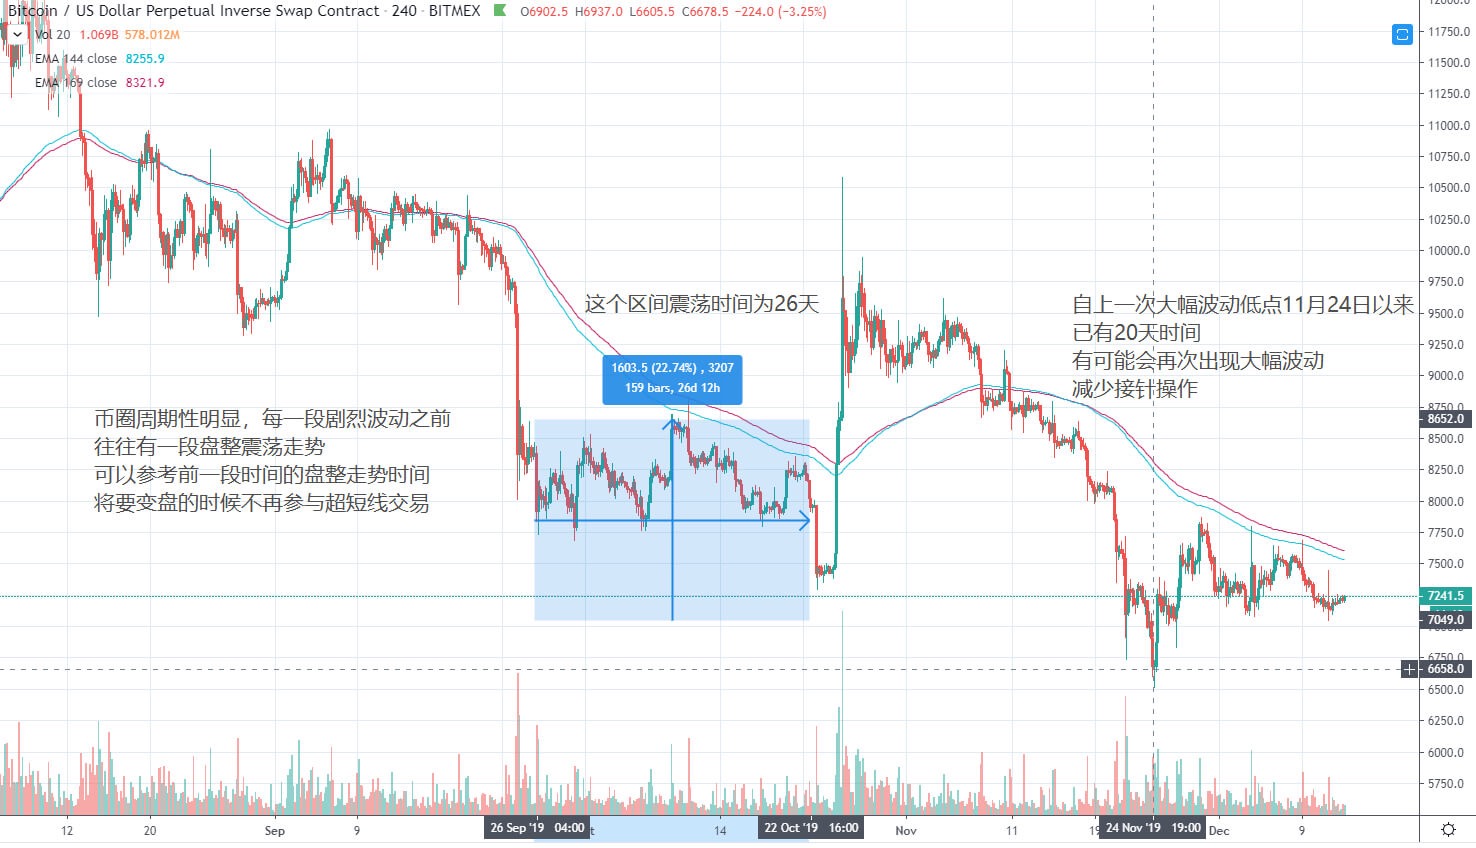 Bitcoin / US Dollar Perpetual Inverse Swap Contract · 240 · BITMEX O6902.5 H6937.0 L6605.5 C6678.5 −224.0 (−3.25%)
Vol 20 1.069B 578.012M
EMA 144 close 8255.9
EMA 169 close 8321.9
这个区间震荡时间为26天
1603.5 (22.74%) , 3207
159 bars, 26d 12h
自上一次大幅波动低点11月24日以来
已有20天时间
有可能会再次出现大幅波动
减少接针操作
币圈周期性明显，每一段剧烈波动之前
往往有一段盘整震荡走势
可以参考前一段时间的盘整走势时间
将要变盘的时候不再参与超短线交易
11750.0
11500.0
11250.0
11000.0
10750.0
10500.0
10250.0
10000.0
9750.0
9500.0
9250.0
9000.0
8652.0
8500.0
8250.0
8000.0
7750.0
7500.0
7241.5
7049.0
6658.0
6500.0
6250.0
6000.0
5750.0
12 20 Sep 9 26 Sep '19 04:00 14 22 Oct '19 16:00 Nov 11 24 Nov '19 19:00 Dec 9